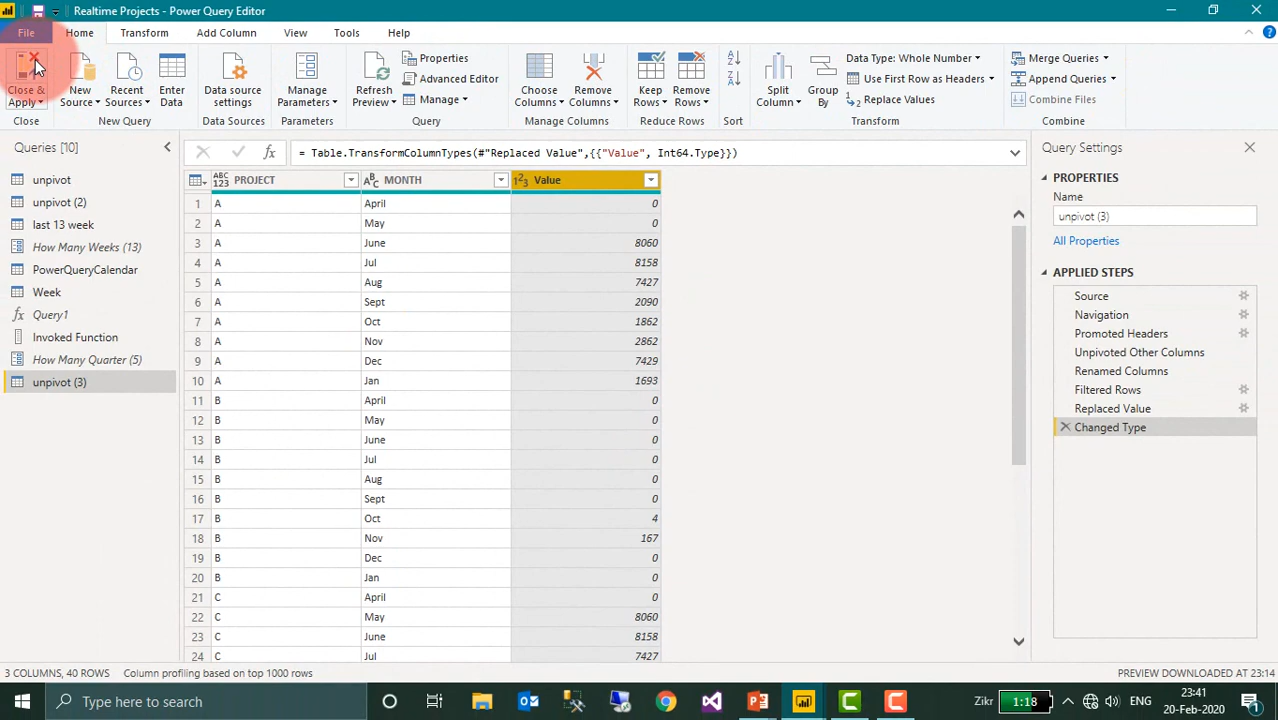 Realtime Projects - Power Query Editor
File Home Transform Add Column View Tools Help
Close & Apply
New Source
Recent Sources
Enter Data
Data source settings
Manage Parameters
Refresh Preview
Properties
Advanced Editor
Manage
Choose Columns
Remove Columns
Keep Rows
Remove Rows
Split Column
Group By
Data Type: Whole Number
Use First Row as Headers
Replace Values
Merge Queries
Append Queries
Combine Files
Close New Query Data Sources Parameters Query Manage Columns Reduce Rows Sort Transform Combine
Queries [10]
unpivot
unpivot (2)
last 13 week
How Many Weeks (13)
PowerQueryCalendar
Week
Query1
Invoked Function
How Many Quarter (5)
unpivot (3)
fx = Table.TransformColumnTypes(#"Replaced Value",{{"Value", Int64.Type}})
ABC 123 PROJECT ABC MONTH 123 Value
1 A April 0
2 A May 0
3 A June 8060
4 A Jul 8158
5 A Aug 7427
6 A Sept 2090
7 A Oct 1862
8 A Nov 2862
9 A Dec 7429
10 A Jan 1693
11 B April 0
12 B May 0
13 B June 0
14 B Jul 0
15 B Aug 0
16 B Sept 0
17 B Oct 4
18 B Nov 167
19 B Dec 0
20 B Jan 0
21 C April 0
22 C May 8060
23 C June 8158
24 C Jul 7427
Query Settings
PROPERTIES
Name
unpivot (3)
All Properties
APPLIED STEPS
Source
Navigation
Promoted Headers
Unpivoted Other Columns
Renamed Columns
Filtered Rows
Replaced Value
Changed Type
3 COLUMNS, 40 ROWS Column profiling based on top 1000 rows PREVIEW DOWNLOADED AT 23:14
Type here to search
Zikr 1:18 ENG 23:41
20-Feb-2020